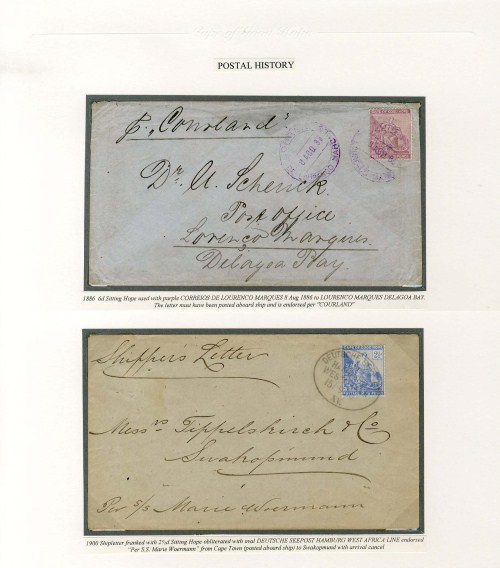 POSTAL HISTORY
p. "Courland"
Dr. A. Schenck
Post office
Lorenco Marques
Delagoa Bay
1886 6d Sitting Hope used with purple CORREIOS DE LOURENCO MARQUES 8 Aug 1886 to LOURENCO MARQUES DELAGOA BAY.
The letter must have been posted aboard ship and is endorsed per "COURLAND"
Shipper's Letter
Messrs Tippelskirch & Co
Swakopmund
Per S/S "Marie Woermann"
1900 Shipletter franked with 2½d Sitting Hope obliterated with oval DEUTSCHE SEEPOST HAMBURG WEST AFRICA LINE endorsed
"Per S.S. Marie Woermann" from Cape Town (posted aboard ship) to Swakopmund with arrival cancel